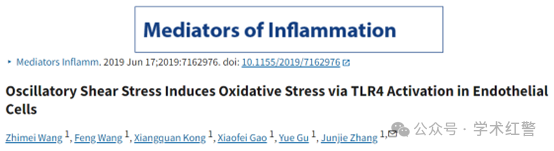 Mediators of Inflammation
▸ Mediators Inflamm. 2019 Jun 17;2019:7162976. doi: 10.1155/2019/7162976
Oscillatory Shear Stress Induces Oxidative Stress via TLR4 Activation in Endothelial
Cells
Zhimei Wang 1, Feng Wang 1, Xiangquan Kong 1, Xiaofei Gao 1, Yue Gu 1, Junjie Zhang 1,✉
公众号 · 学术红警